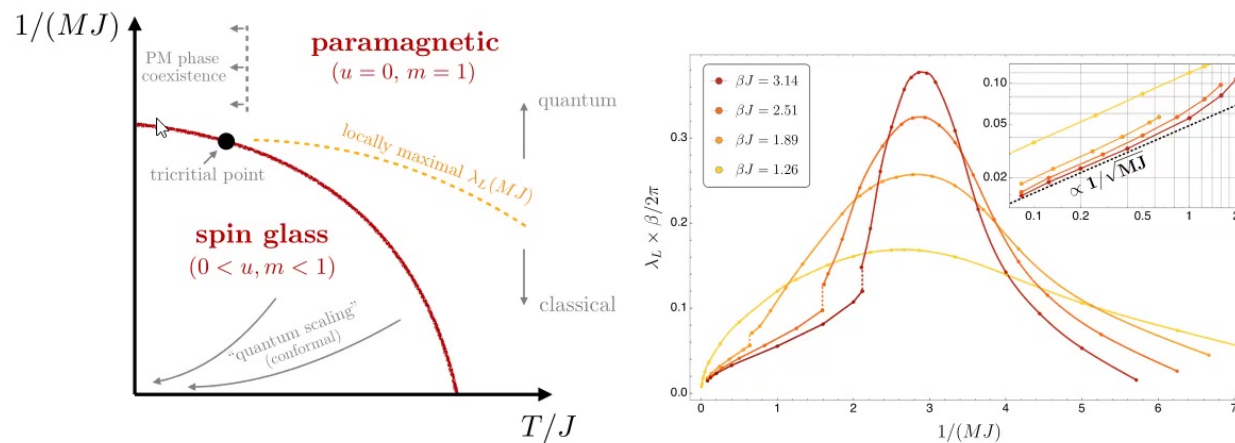 1/(MJ)
PM phase
coexistence
paramagnetic
(u = 0, m = 1)
quantum
locally maximal λ_L(MJ)
tricritial point
spin glass
(0 < u, m < 1)
classical
"quantum scaling"
(conformal)
T/J
λ_L × β/2π
0.3
0.2
0.1
0.0
βJ = 3.14
βJ = 2.51
βJ = 1.89
βJ = 1.26
0.10
0.05
0.02
∝ 1/√MJ
0.1 0.2 0.5 1 2
0 1 2 3 4 5 6 7
1/(MJ)